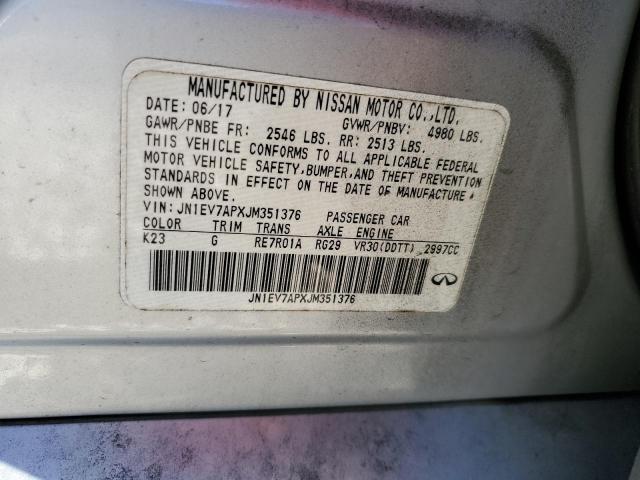 MANUFACTURED BY NISSAN MOTOR CO.,LTD.
DATE: 06/17 GVWR/PNBV: 4980 LBS.
GAWR/PNBE FR: 2546 LBS. RR: 2513 LBS.
THIS VEHICLE CONFORMS TO ALL APPLICABLE FEDERAL
MOTOR VEHICLE SAFETY,BUMPER,AND THEFT PREVENTION
STANDARDS IN EFFECT ON THE DATE OF MANUFACTURE
SHOWN ABOVE.
VIN: JN1EV7APXJM351376 PASSENGER CAR
COLOR TRIM TRANS AXLE ENGINE
K23 G RE7R01A RG29 VR30(DDTT) 2997CC
JN1EV7APXJM351376